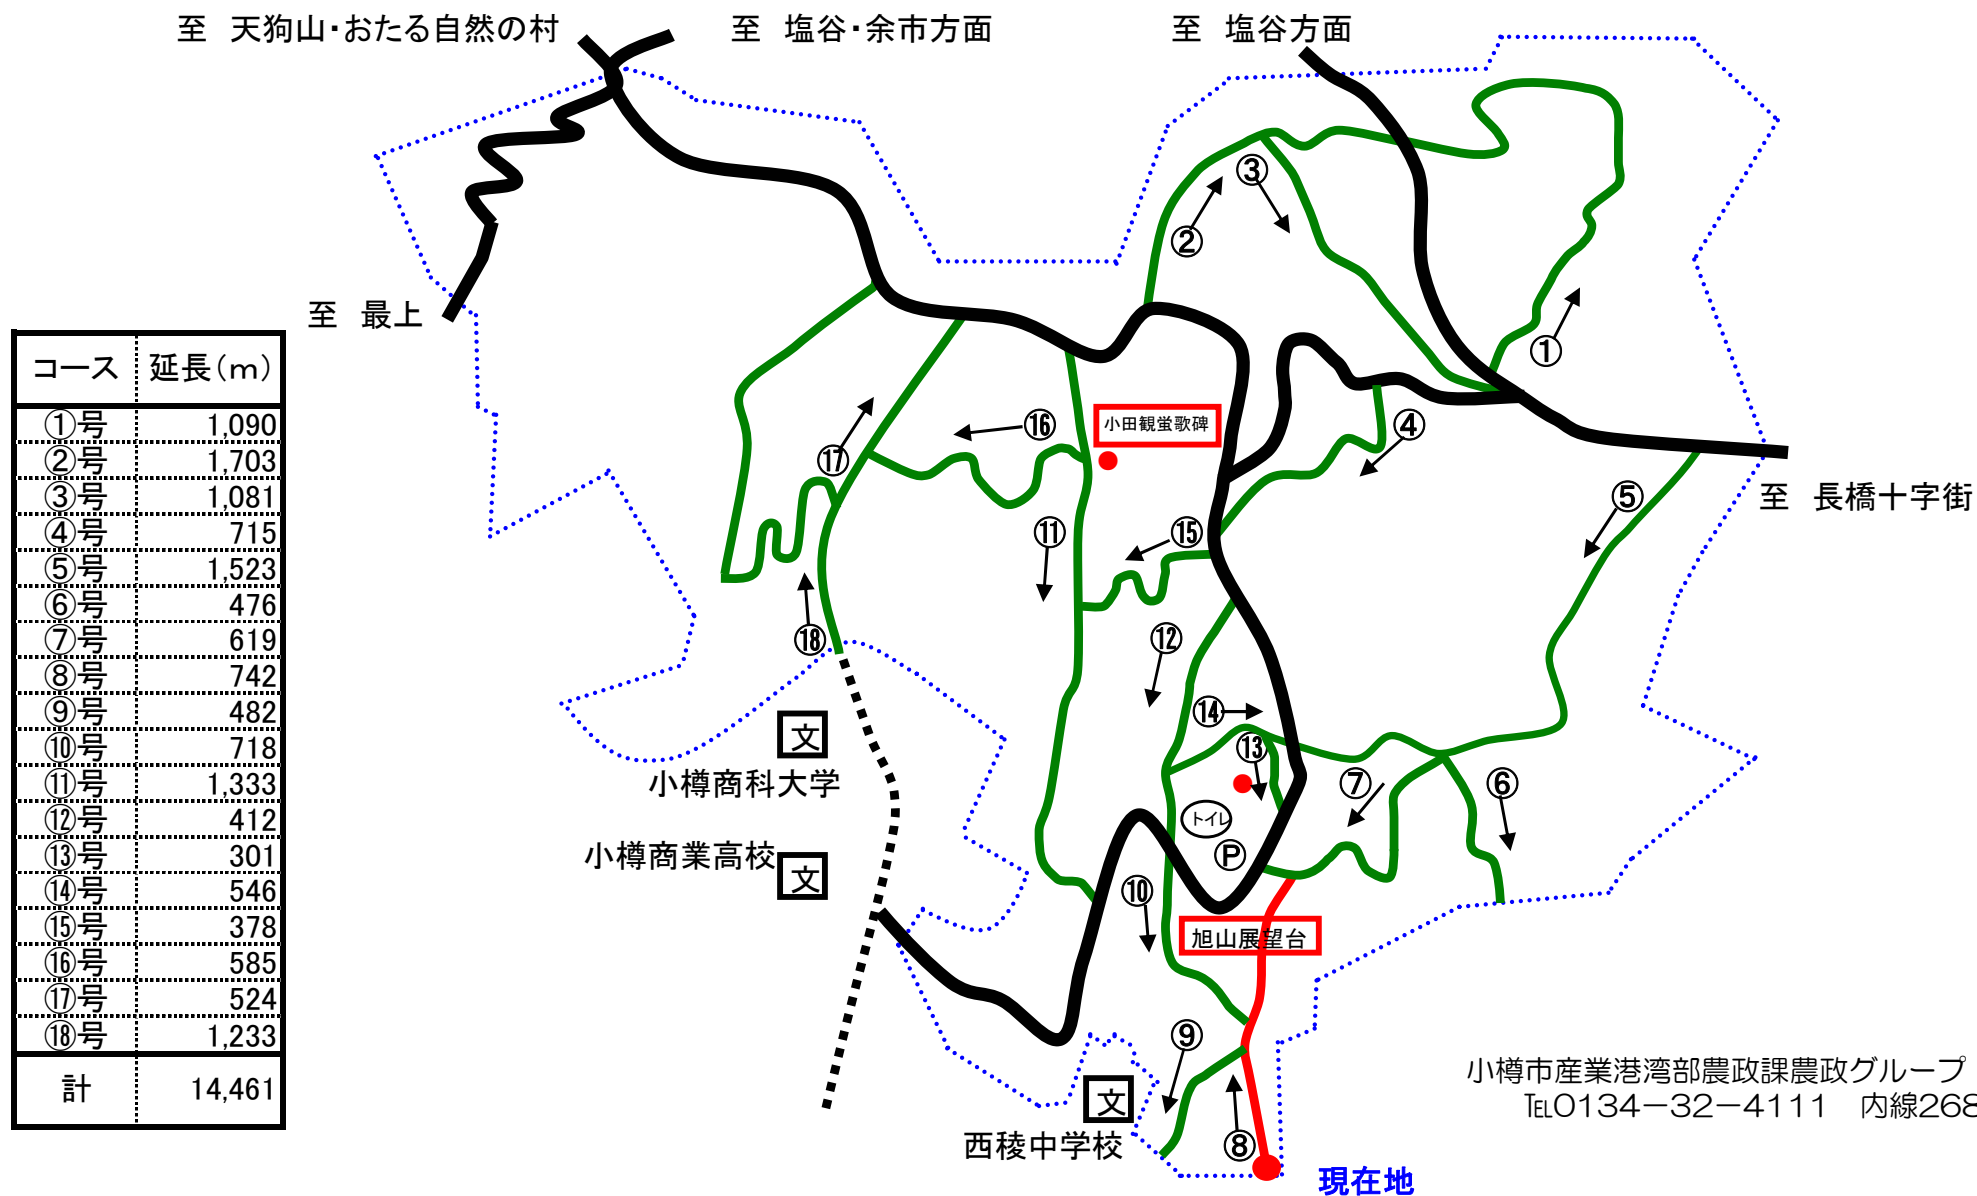 至　天狗山・おたる自然の村
至　塩谷・余市方面
至　塩谷方面
至　最上
至　長橋十字街
コース 延長(m)
①号 1,090
②号 1,703
③号 1,081
④号 715
⑤号 1,523
⑥号 476
⑦号 619
⑧号 742
⑨号 482
⑩号 718
⑪号 1,333
⑫号 412
⑬号 301
⑭号 546
⑮号 378
⑯号 585
⑰号 524
⑱号 1,233
計 14,461
③
②
①
小田観蛍歌碑
④
⑯
⑰
⑤
⑪
⑮
⑫
⑱
⑭
⑬
⑦
⑥
文
小樽商科大学
トイレ
Ⓟ
小樽商業高校
文
⑩
旭山展望台
⑨
文
西稜中学校
⑧
現在地
小樽市産業港湾部農政課農政グループ
℡0134－32－4111　内線268